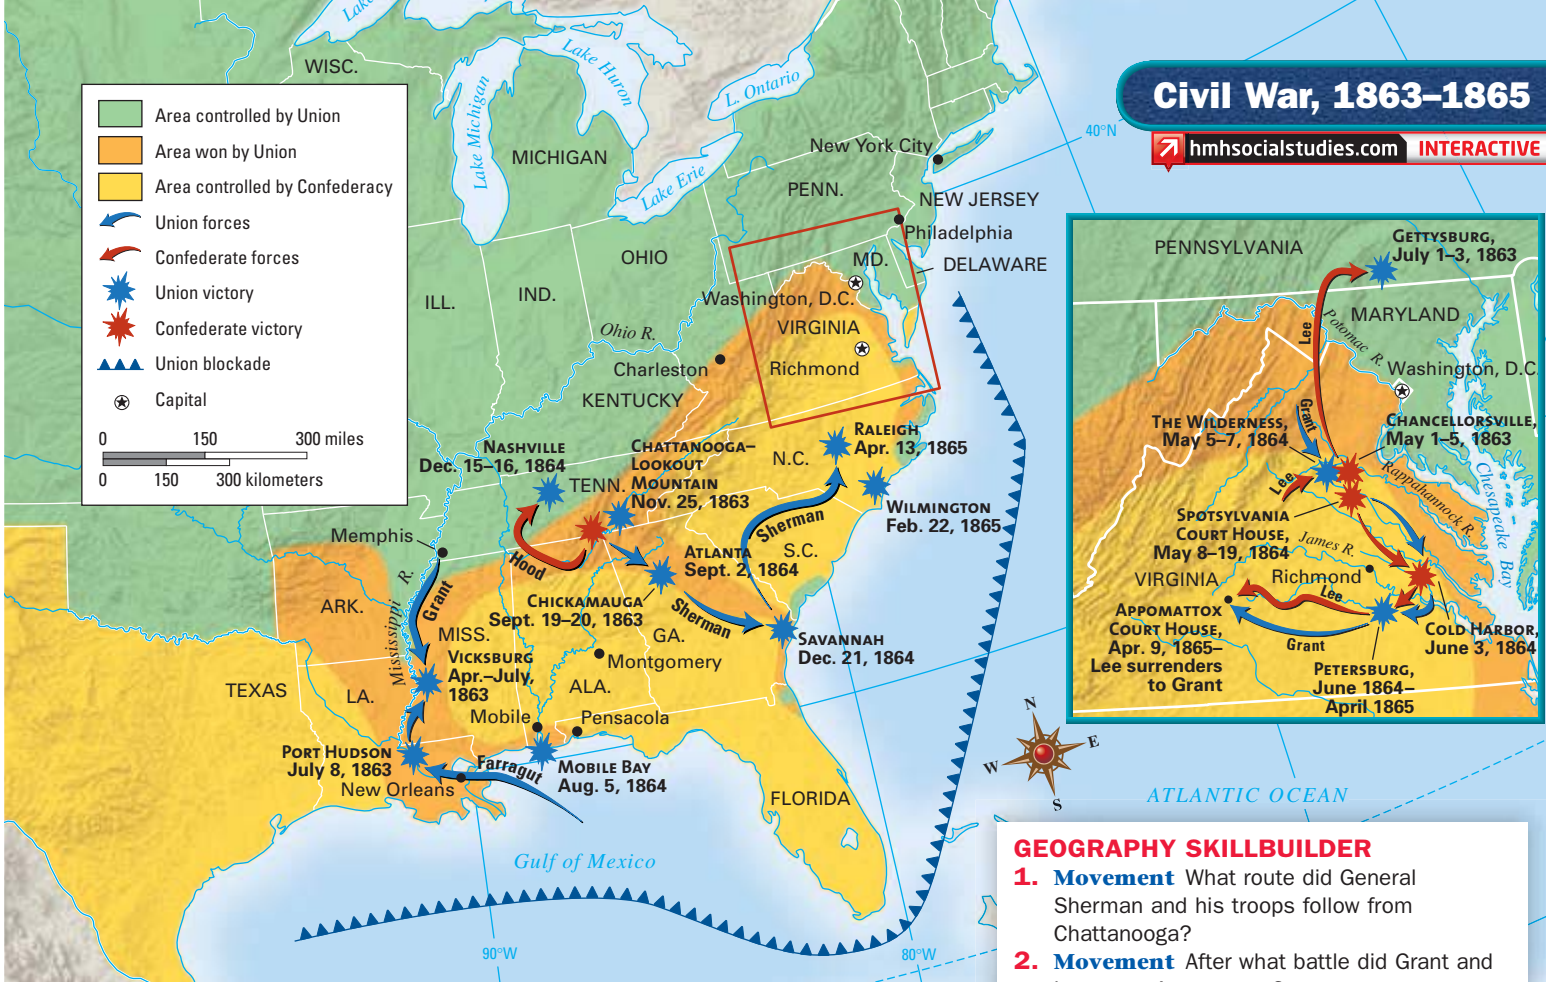 Civil War, 1863–1865
hmhsocialstudies.com INTERACTIVE
Area controlled by Union
Area won by Union
Area controlled by Confederacy
Union forces
Confederate forces
Union victory
Confederate victory
Union blockade
Capital
0 150 300 miles
0 150 300 kilometers
Lake
Lake
WISC.
Lake Michigan
Lake Huron
L. Ontario
Lake Erie
MICHIGAN
New York City
PENN.
NEW JERSEY
Philadelphia
MD.
DELAWARE
OHIO
IND.
ILL.
Washington, D.C.
VIRGINIA
Ohio R.
Richmond
Charleston
KENTUCKY
40°N
NASHVILLE
Dec. 15–16, 1864
CHATTANOOGA–
LOOKOUT
MOUNTAIN
Nov. 25, 1863
TENN.
N.C.
RALEIGH
Apr. 13, 1865
WILMINGTON
Feb. 22, 1865
Memphis
Hood
Sherman
S.C.
ATLANTA
Sept. 2, 1864
CHICKAMAUGA
Sept. 19–20, 1863
Sherman
GA.
SAVANNAH
Dec. 21, 1864
ARK.
Mississippi R.
Grant
MISS.
VICKSBURG
Apr.–July,
1863
Montgomery
ALA.
TEXAS
LA.
Mobile
Pensacola
PORT HUDSON
July 8, 1863
New Orleans
Farragut
MOBILE BAY
Aug. 5, 1864
FLORIDA
Gulf of Mexico
90°W
80°W
ATLANTIC OCEAN
N
E
W
S
PENNSYLVANIA
GETTYSBURG,
July 1–3, 1863
MARYLAND
Lee
Potomac R.
Washington, D.C.
Grant
THE WILDERNESS,
May 5–7, 1864
CHANCELLORSVILLE,
May 1–5, 1863
Lee
Rappahannock R.
Chesapeake Bay
SPOTSYLVANIA
COURT HOUSE,
May 8–19, 1864
James R.
VIRGINIA
Richmond
Lee
APPOMATTOX
COURT HOUSE,
Apr. 9, 1865–
Lee surrenders
to Grant
Grant
COLD HARBOR,
June 3, 1864
PETERSBURG,
June 1864–
April 1865
GEOGRAPHY SKILLBUILDER
1. Movement What route did General
Sherman and his troops follow from
Chattanooga?
2. Movement After what battle did Grant and